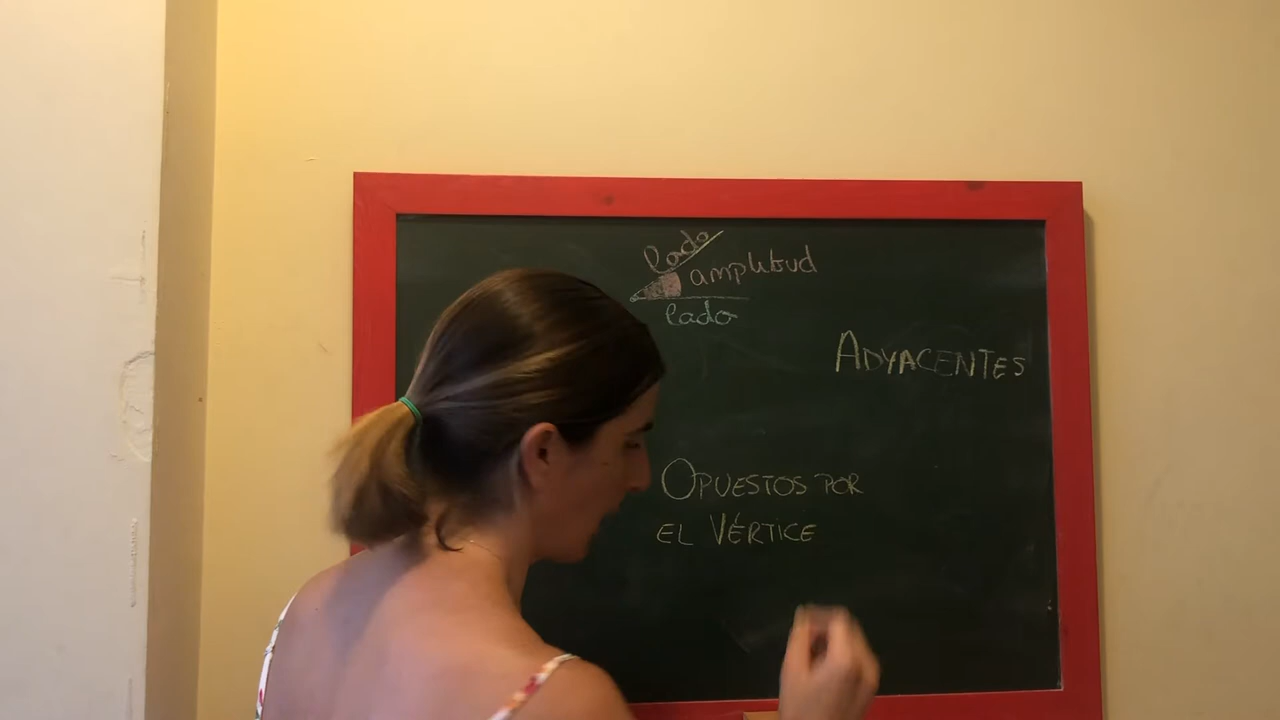 lado
amplitud
lado
ADYACENTES
OPUESTOS POR
EL VÉRTICE